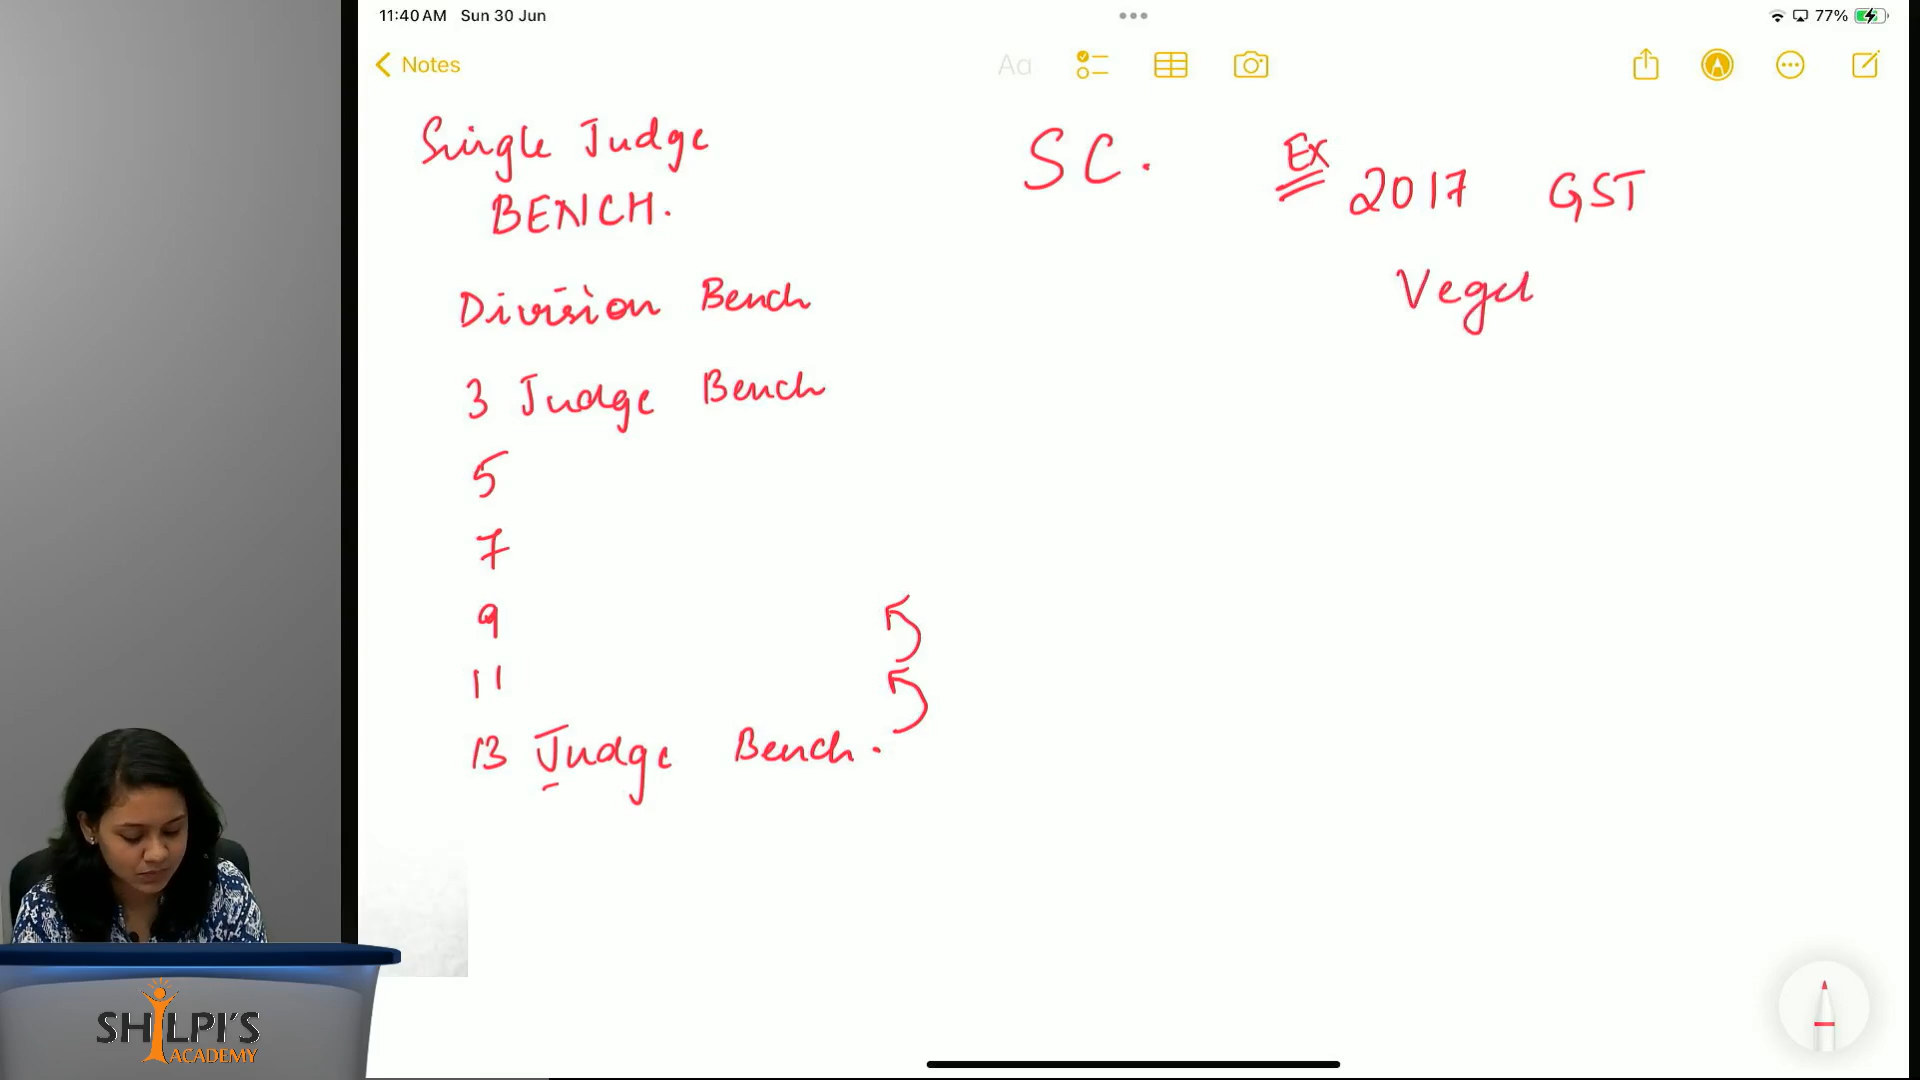 11:40 AM Sun 30 Jun
77%
Notes
Aa
Single Judge
BENCH.
Division Bench
3 Judge Bench
5
7
9
11
13 Judge Bench.
SC.
Ex
2017 GST
Veget
SHILPI'S
ACADEMY